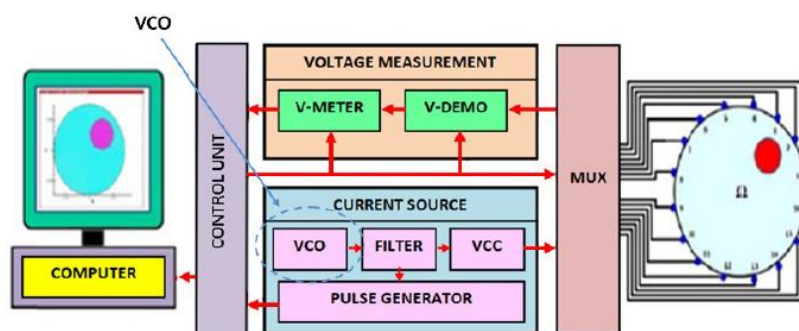 VCO
VOLTAGE MEASUREMENT
V-METER
V-DEMO
CONTROL UNIT
MUX
CURRENT SOURCE
VCO
FILTER
VCC
PULSE GENERATOR
COMPUTER
Ω